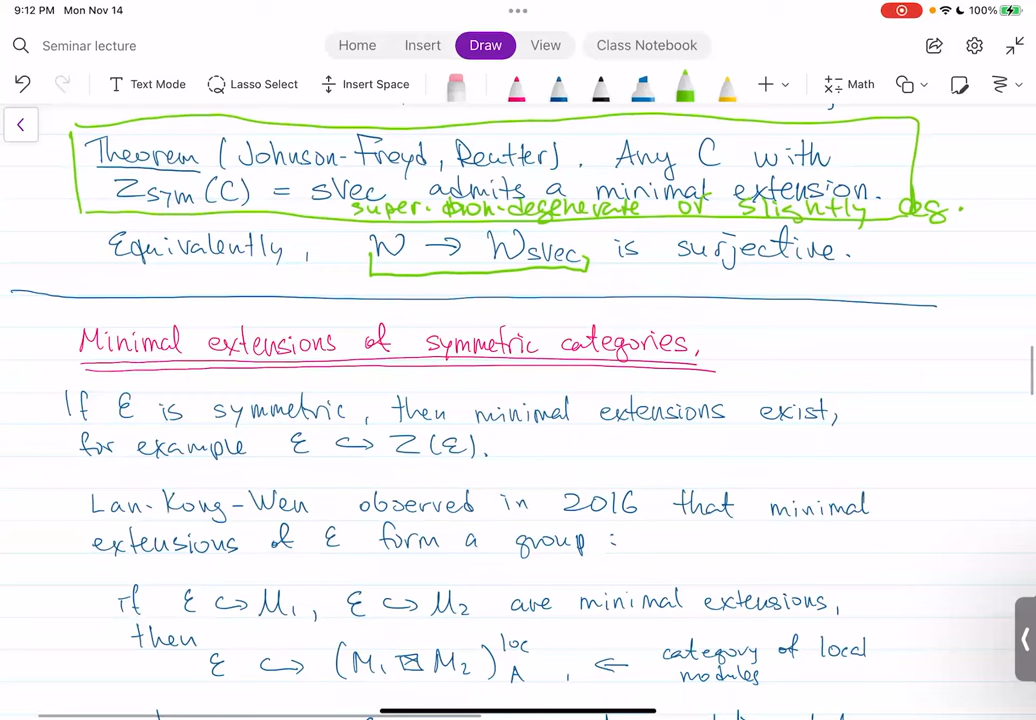 9:12 PM Mon Nov 14
100%
Seminar lecture
Home Insert Draw View Class Notebook
Text Mode Lasso Select Insert Space Math
Theorem (Johnson-Freyd, Reutter). Any C with
Zsym(C) = sVec admits a minimal extension.
super-non-degenerate or slightly deg.
Equivalently, W → WsVec is surjective.
Minimal extensions of symmetric categories.
If ℰ is symmetric, then minimal extensions exist,
for example ℰ ↪ Z(ℰ).
Lan-Kong-Wen observed in 2016 that minimal
extensions of ℰ form a group :
if ℰ ↪ M₁, ℰ ↪ M₂ are minimal extensions,
then
ℰ ↪ (M₁ ⊠ M₂)^loc_A , ← category of local
modules